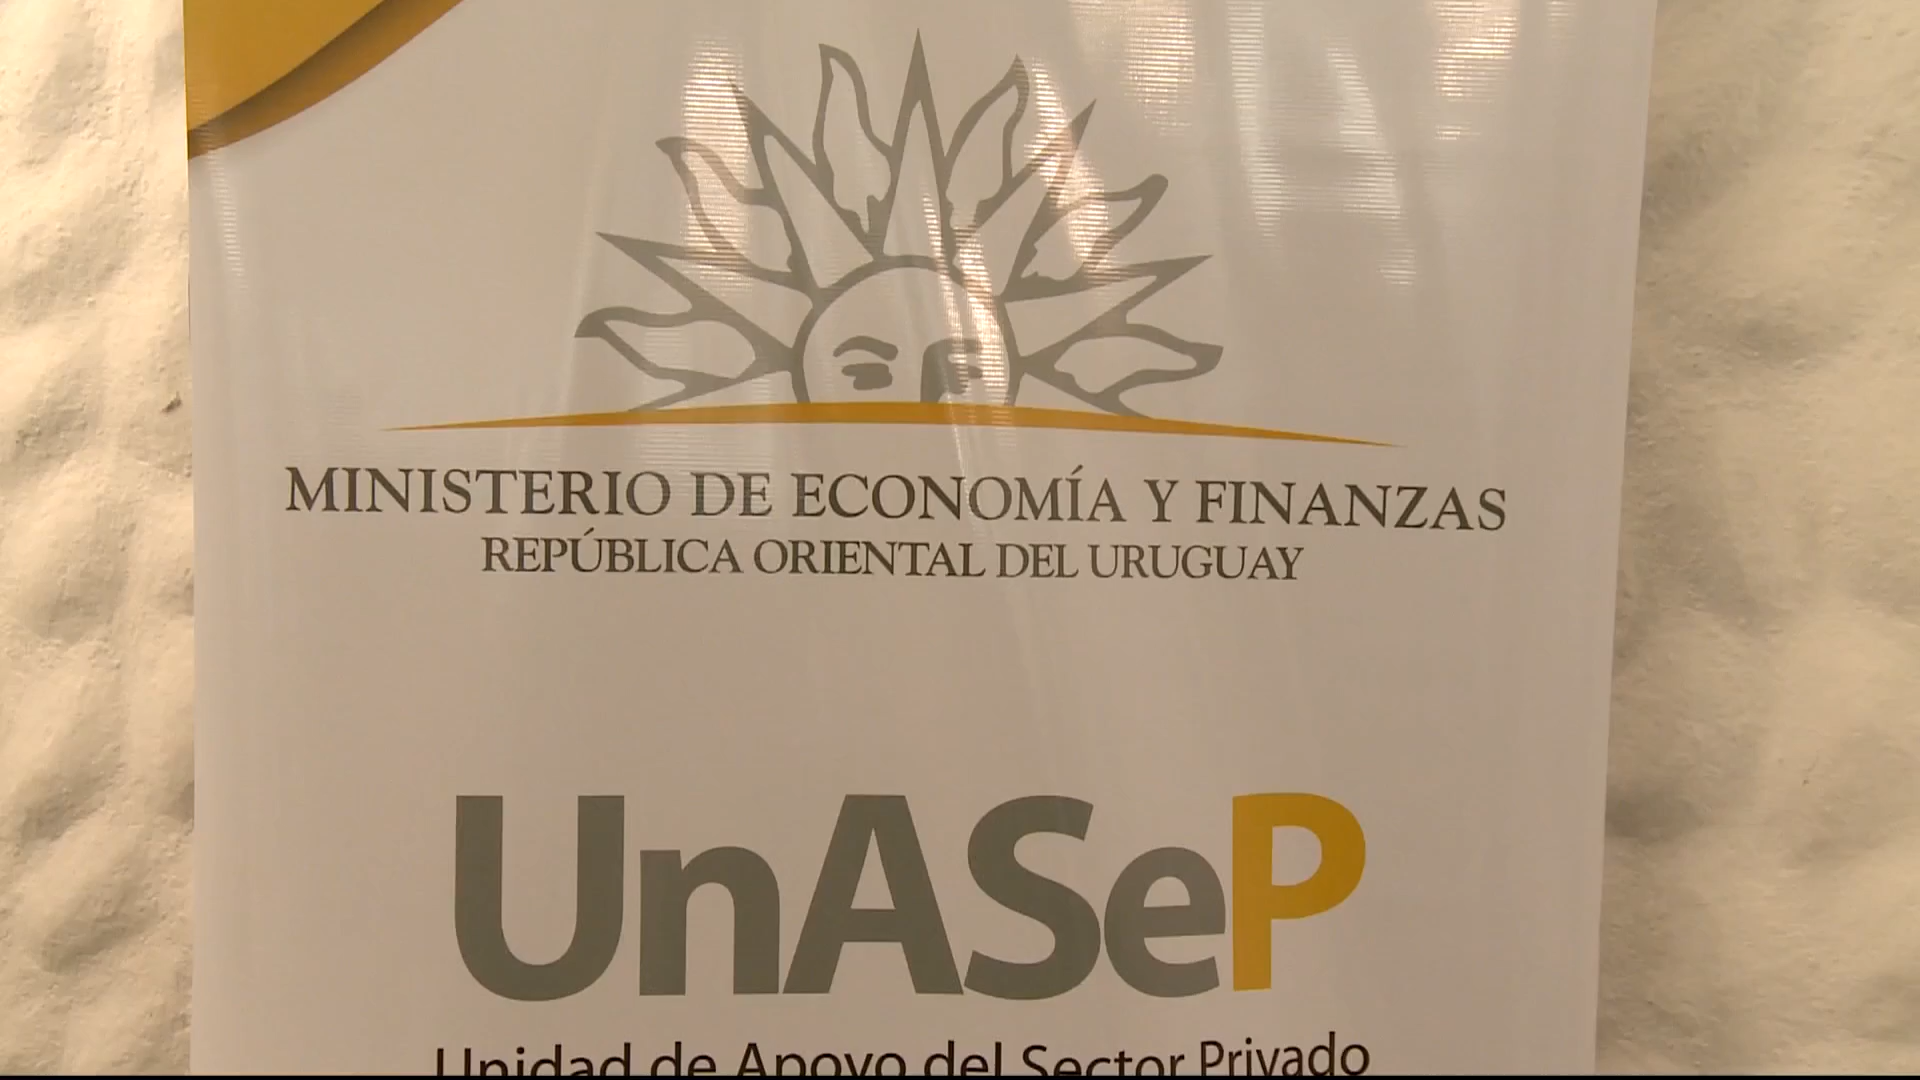 MINISTERIO DE ECONOMÍA Y FINANZAS
REPÚBLICA ORIENTAL DEL URUGUAY
UnASeP
Unidad de Apoyo del Sector Privado